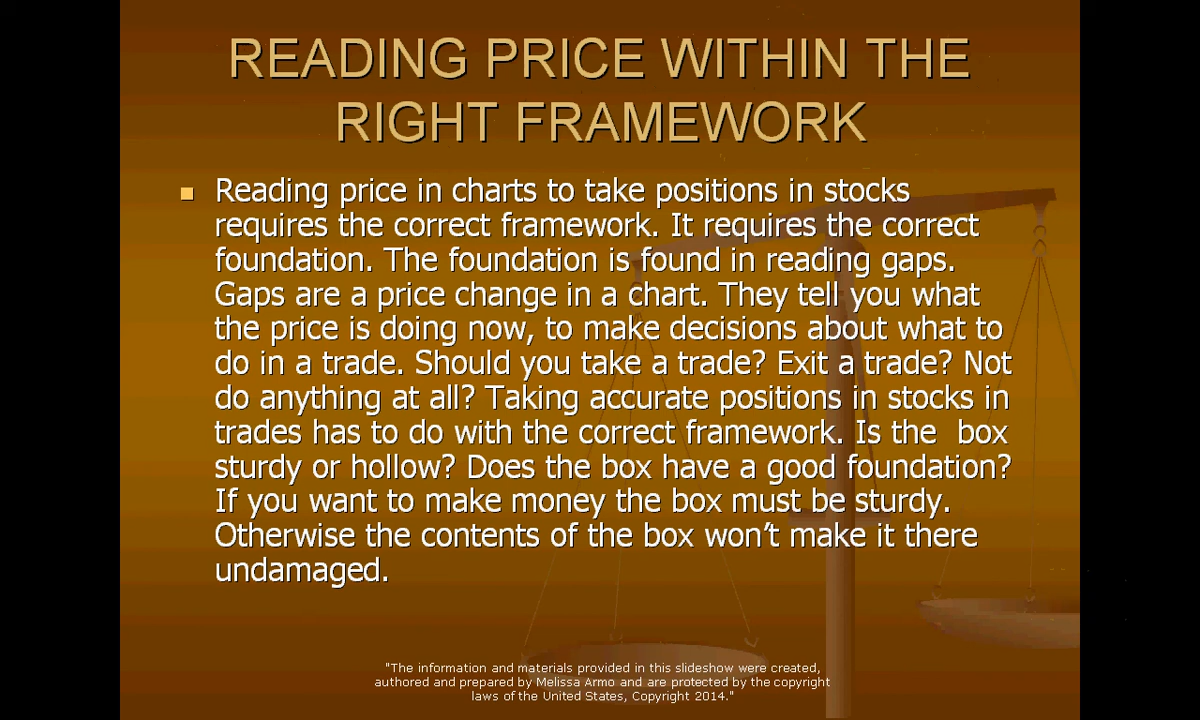 READING PRICE WITHIN THE
RIGHT FRAMEWORK
Reading price in charts to take positions in stocks
requires the correct framework. It requires the correct
foundation. The foundation is found in reading gaps.
Gaps are a price change in a chart. They tell you what
the price is doing now, to make decisions about what to
do in a trade. Should you take a trade? Exit a trade? Not
do anything at all? Taking accurate positions in stocks in
trades has to do with the correct framework. Is the  box
sturdy or hollow? Does the box have a good foundation?
If you want to make money the box must be sturdy.
Otherwise the contents of the box won’t make it there
undamaged.
"The information and materials provided in this slideshow were created,
authored and prepared by Melissa Armo and are protected by the copyright
laws of the United States, Copyright 2014."